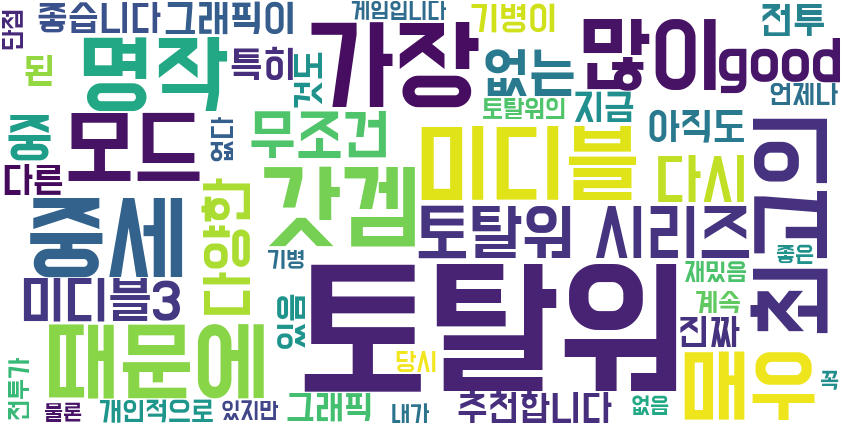 단점
좋습니다
그래픽이
게임입니다
기병이
전투
된
명작
특히
것도
가장
없는
많이
good
중
모드
없다
무조건
토탈워의
지금
아직도
언제나
다른
중세
다양한
갓겜
미디블
다시
최고의
토탈워 시리즈
미디블3
기병
있음
재밌음
좋은
계속
때문에
토탈워
진짜
매우
당시
꼭
전투가
물론
개인적으로
있지만
그래픽
내가
추천합니다
없음